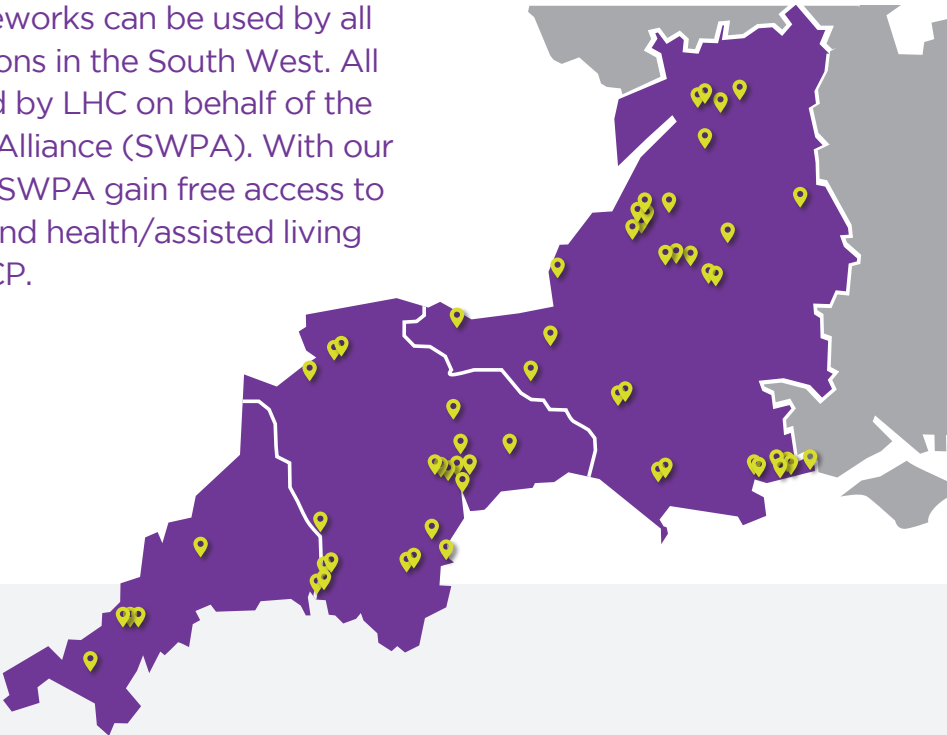 eworks can be used by all
ons in the South West. All
d by LHC on behalf of the
Alliance (SWPA). With our
SWPA gain free access to
nd health/assisted living
CP.